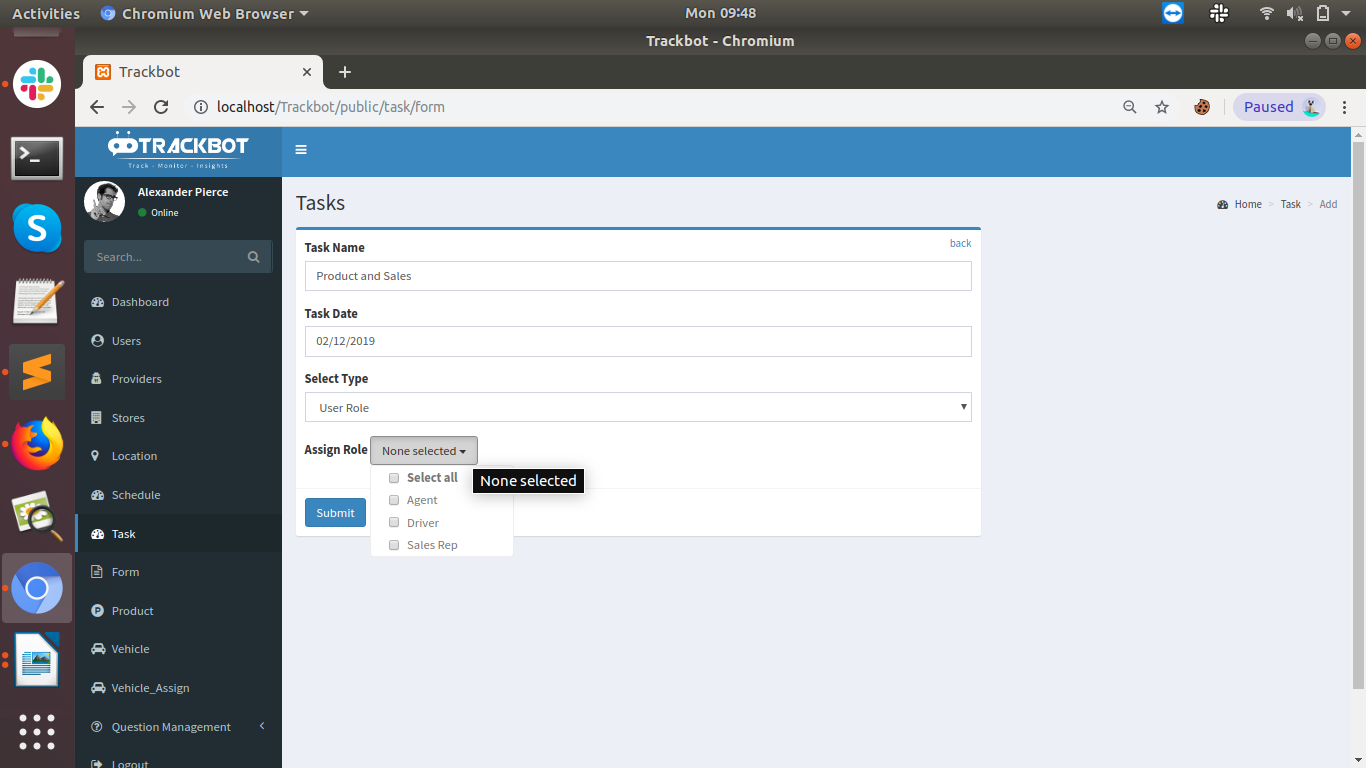 Activities Chromium Web Browser Mon 09:48
Trackbot - Chromium
Trackbot
localhost/Trackbot/public/task/form Paused
TRACKBOT
Track - Monitor - Insights
Alexander Pierce
Online
Search...
Dashboard
Users
Providers
Stores
Location
Schedule
Task
Form
Product
Vehicle
Vehicle_Assign
Question Management
Logout
Tasks
Home > Task > Add
back
Task Name
Product and Sales
Task Date
02/12/2019
Select Type
User Role
Assign Role None selected
Select all
None selected
Agent
Driver
Sales Rep
Submit